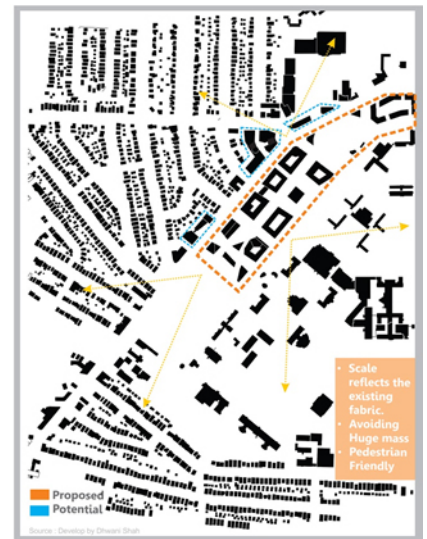 • Scale
reflects the
existing
fabric.
• Avoiding
Huge mass
• Pedestrian
Friendly
Proposed
Potential
Source : Develop by Dhwani Shah